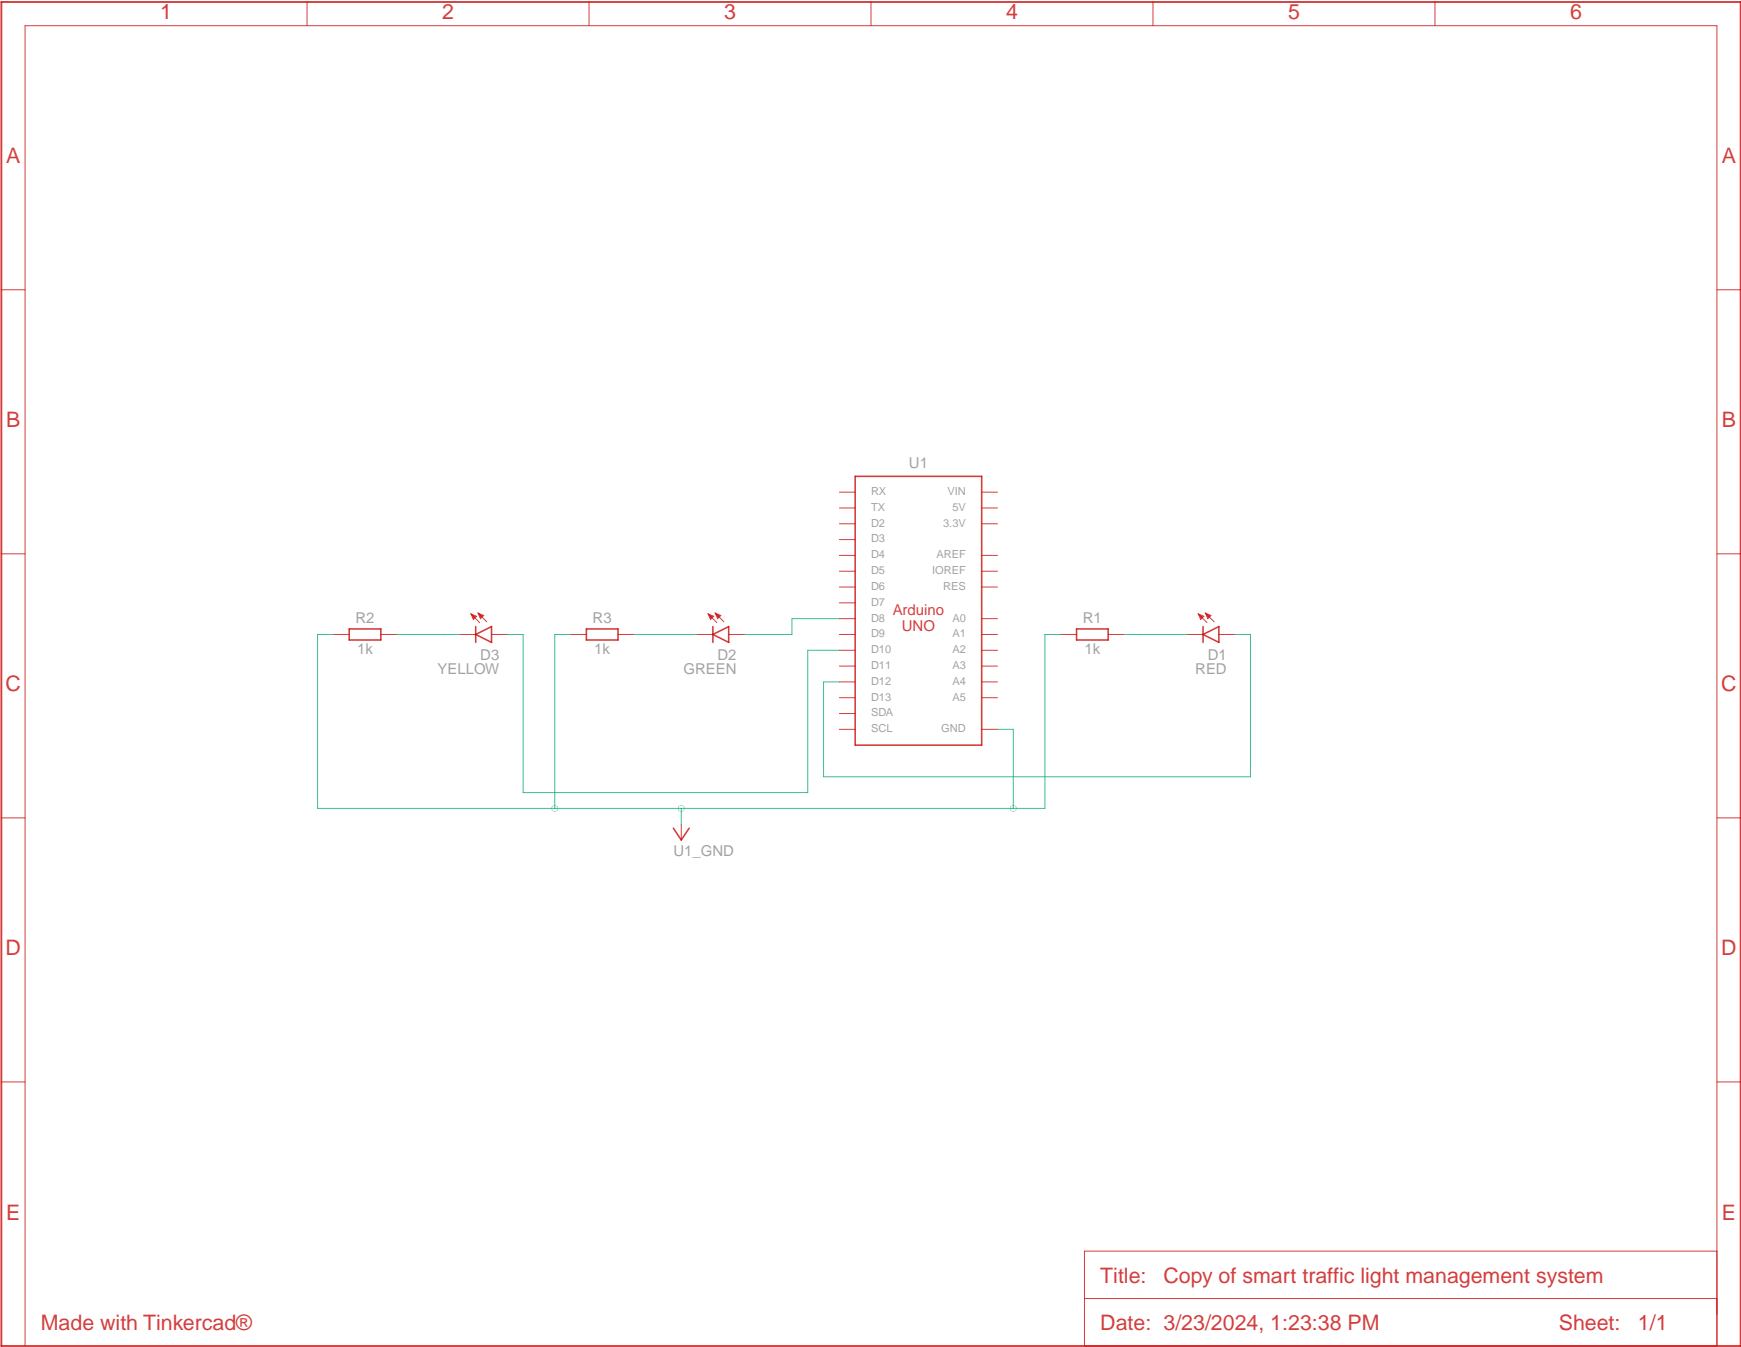 1 2 3 4 5 6
A A
B B
U1
RX VIN
TX 5V
D2 3.3V
D3
D4 AREF
D5 IOREF
D6 RES
D7
Arduino
UNO
D8 A0
D9 A1
D10 A2
D11 A3
D12 A4
D13 A5
SDA
SCL GND
R2
1k
D3
YELLOW
R3
1k
D2
GREEN
R1
1k
D1
RED
C C
U1_GND
D D
E E
Title: Copy of smart traffic light management system
Made with Tinkercad®
Date: 3/23/2024, 1:23:38 PM Sheet: 1/1